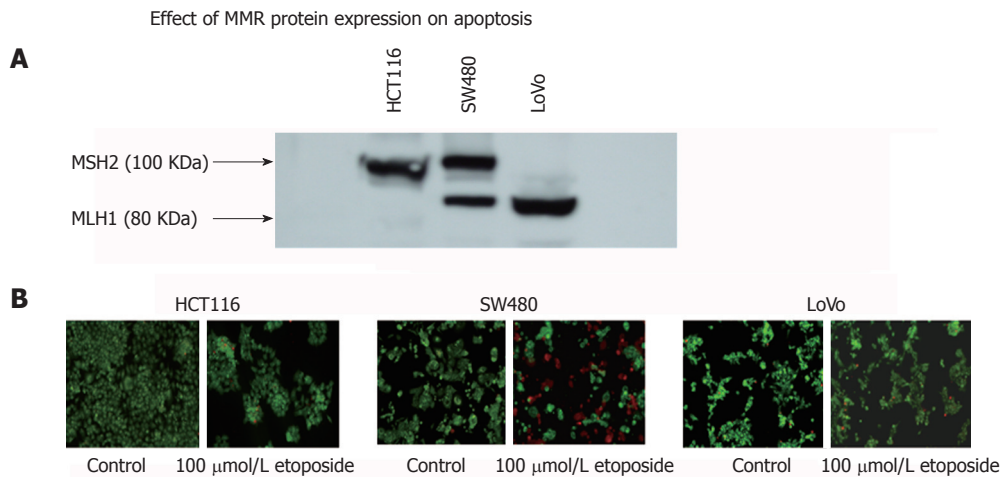 Effect of MMR protein expression on apoptosis
A
HCT116
SW480
LoVo
MSH2 (100 KDa)
MLH1 (80 KDa)
B
HCT116
SW480
LoVo
Control
100 μmol/L etoposide
Control
100 μmol/L etoposide
Control
100 μmol/L etoposide